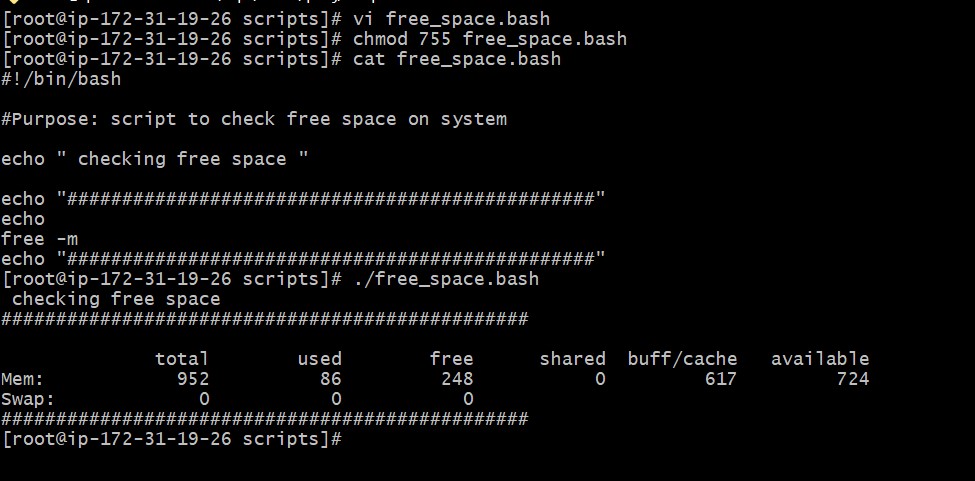 [root@ip-172-31-19-26 scripts]# vi free_space.bash
[root@ip-172-31-19-26 scripts]# chmod 755 free_space.bash
[root@ip-172-31-19-26 scripts]# cat free_space.bash
#!/bin/bash
#Purpose: script to check free space on system
echo " checking free space "
echo "################################################"
echo
free -m
echo "################################################"
[root@ip-172-31-19-26 scripts]# ./free_space.bash
 checking free space
################################################
total used free shared buff/cache available
Mem: 952 86 248 0 617 724
Swap: 0 0 0
################################################
[root@ip-172-31-19-26 scripts]#